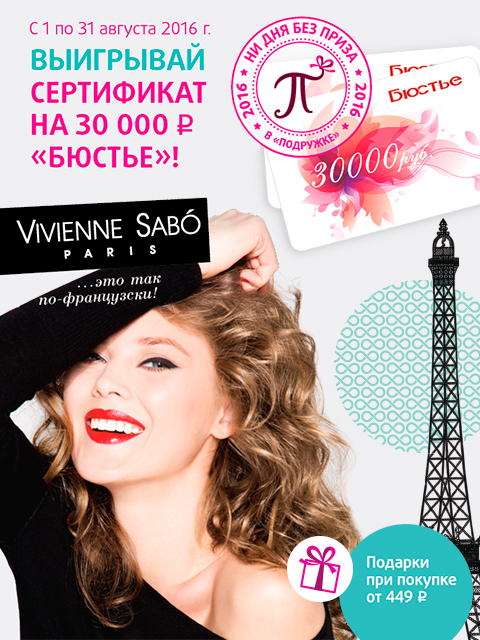 С 1 по 31 августа 2016 г.
ВЫИГРЫВАЙ
СЕРТИФИКАТ
НА 30 000 ₽
«БЮСТЬЕ»!
НИ ДНЯ БЕЗ ПРИЗА
2016
2016
В «ПОДРУЖКЕ»
Бюстье
Бюстье
30000 руб.
VIVIENNE SABÓ
PARIS
...это так
по-французски!
Подарки
при покупке
от 449 ₽